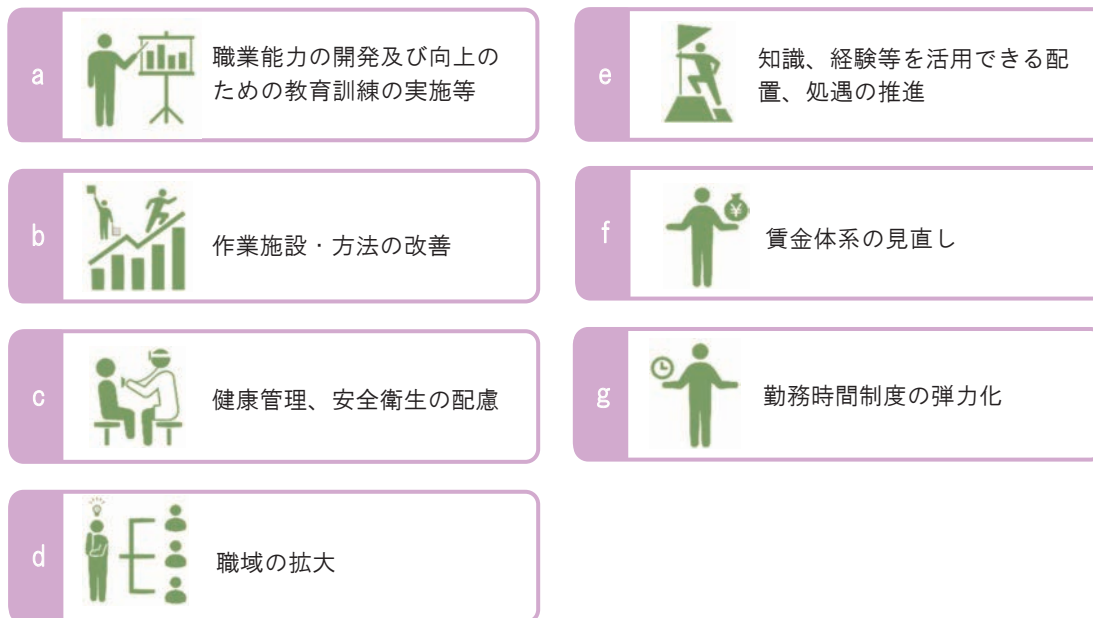 a
職業能力の開発及び向上の
ための教育訓練の実施等
b
作業施設・方法の改善
c
健康管理、安全衛生の配慮
d
職域の拡大
e
知識、経験等を活用できる配
置、処遇の推進
f
¥
賃金体系の見直し
g
勤務時間制度の弾力化